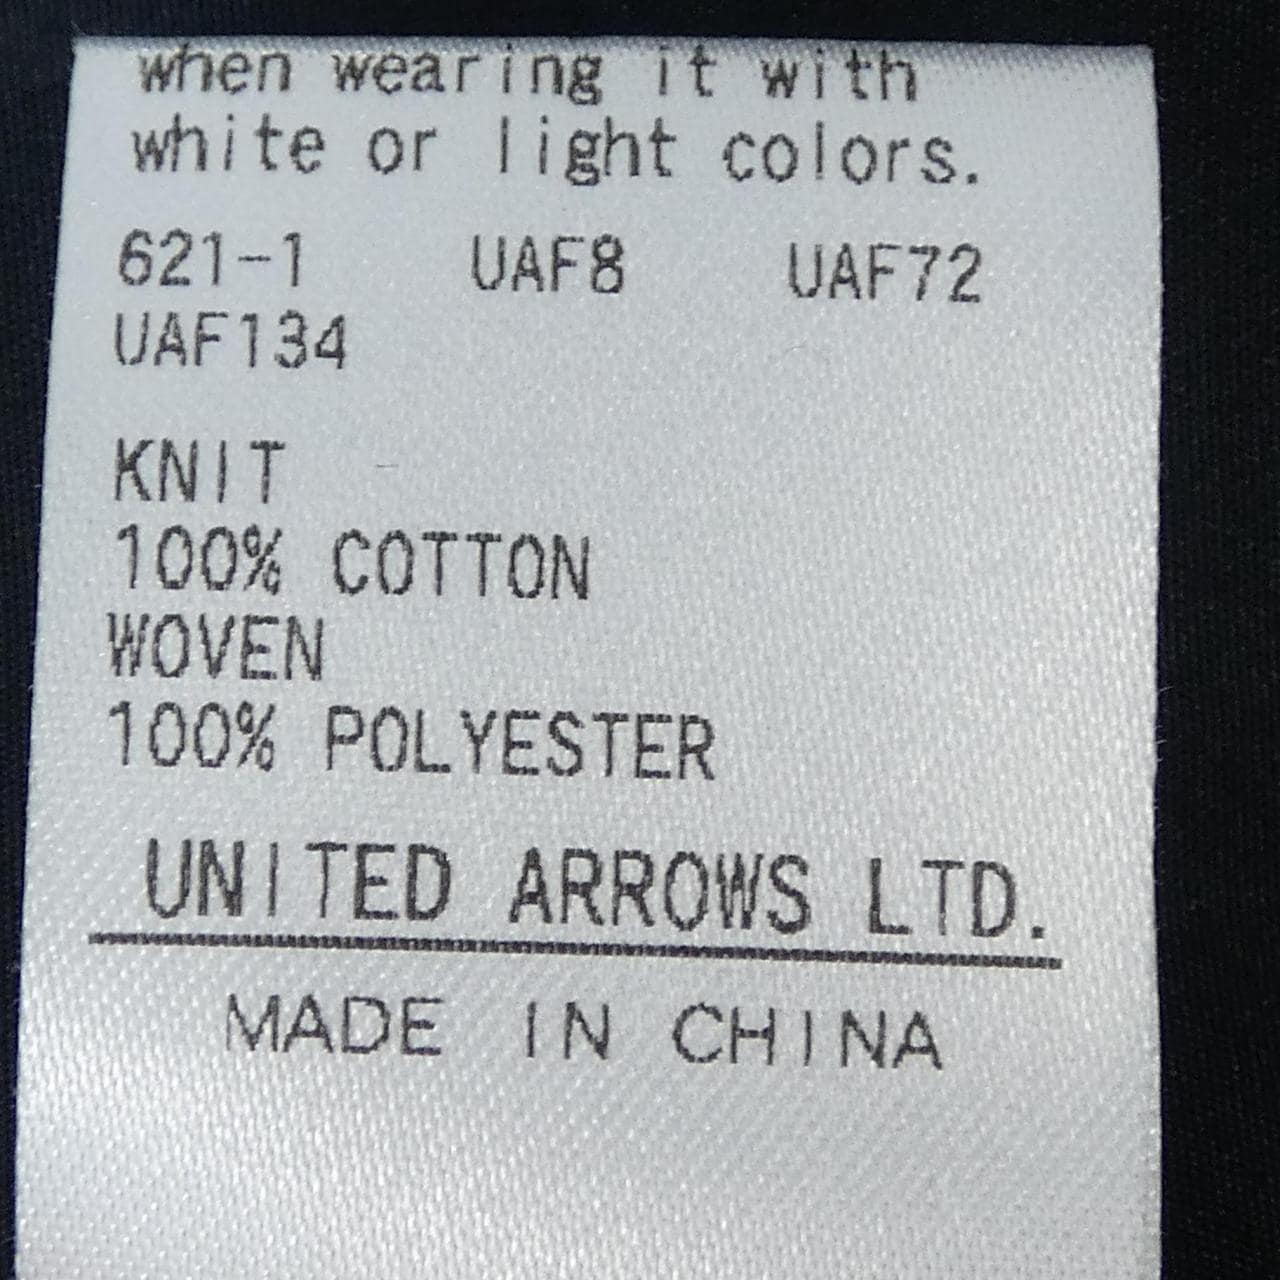 when wearing it with
white or light colors.
621-1 UAF8 UAF72
UAF134
KNIT
100% COTTON
WOVEN
100% POLYESTER
UNITED ARROWS LTD.
MADE IN CHINA